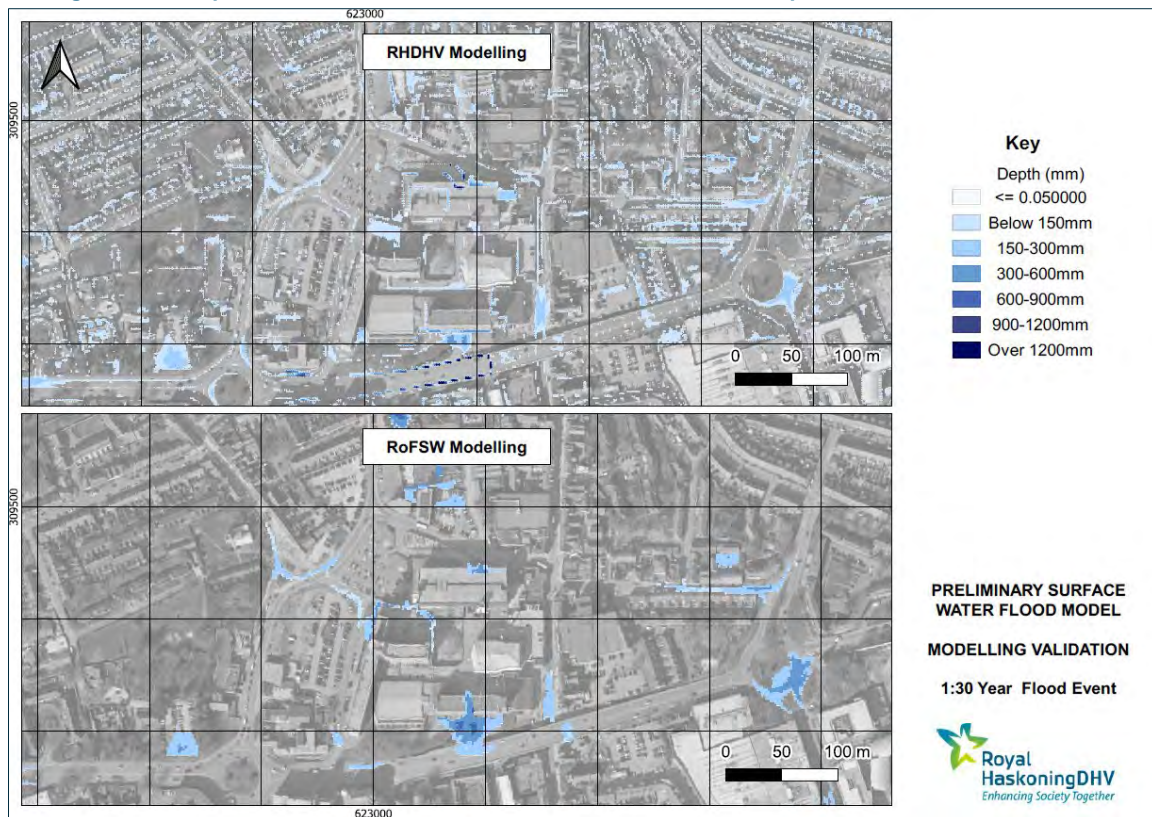 623000
RHDHV Modelling
309500
0 50 100 m
Key
Depth (mm)
<= 0.050000
Below 150mm
150-300mm
300-600mm
600-900mm
900-1200mm
Over 1200mm
RoFSW Modelling
309500
0 50 100 m
623000
PRELIMINARY SURFACE
WATER FLOOD MODEL
MODELLING VALIDATION
1:30 Year Flood Event
Royal
HaskoningDHV
Enhancing Society Together